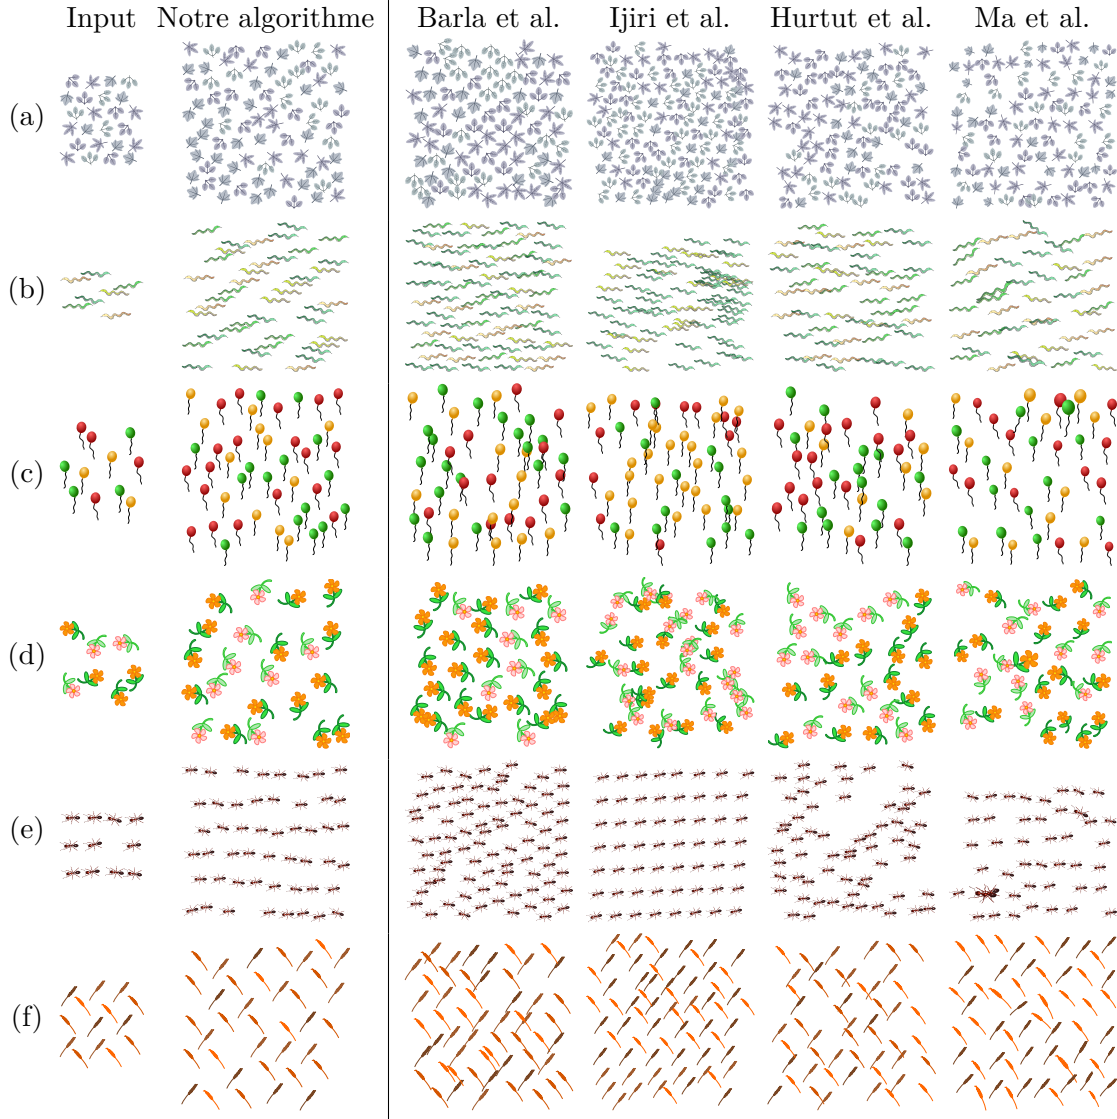 Input Notre algorithme Barla et al. Ijiri et al. Hurtut et al. Ma et al.
(a)
(b)
(c)
(d)
(e)
(f)